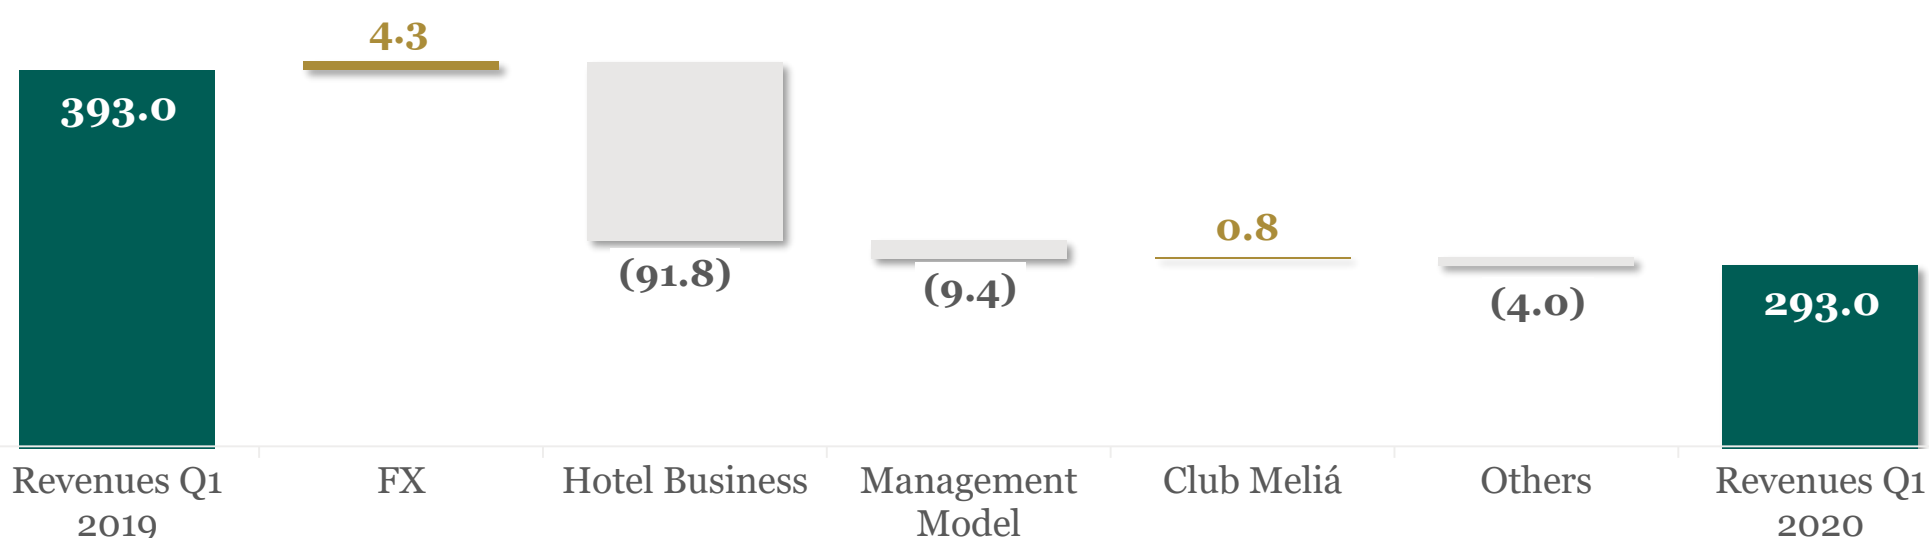 4.3
393.0
0.8
(91.8)
(9.4)
(4.0)
293.0
Revenues Q1
2019
FX
Hotel Business
Management
Model
Club Meliá
Others
Revenues Q1
2020